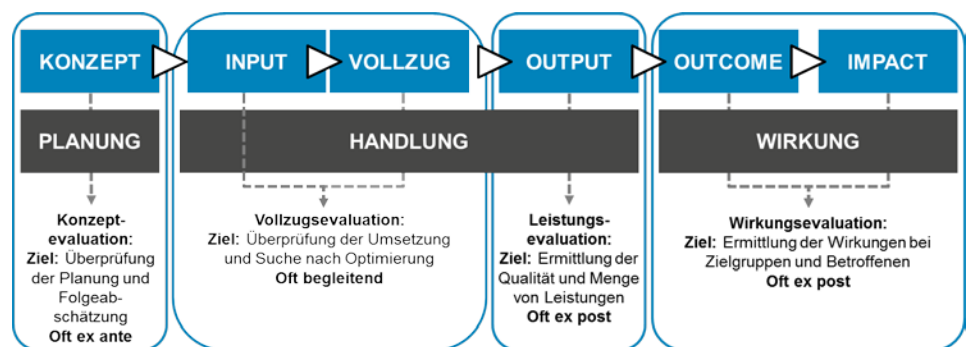 KONZEPT
INPUT
VOLLZUG
OUTPUT
OUTCOME
IMPACT
PLANUNG
HANDLUNG
WIRKUNG
Konzept-
evaluation:
Ziel: Überprüfung
der Planung und
Folgeab-
schätzung
Oft ex ante
Vollzugsevaluation:
Ziel: Überprüfung der Umsetzung
und Suche nach Optimierung
Oft begleitend
Leistungs-
evaluation:
Ziel: Ermittlung der
Qualität und Menge
von Leistungen
Oft ex post
Wirkungsevaluation:
Ziel: Ermittlung der Wirkungen bei
Zielgruppen und Betroffenen
Oft ex post